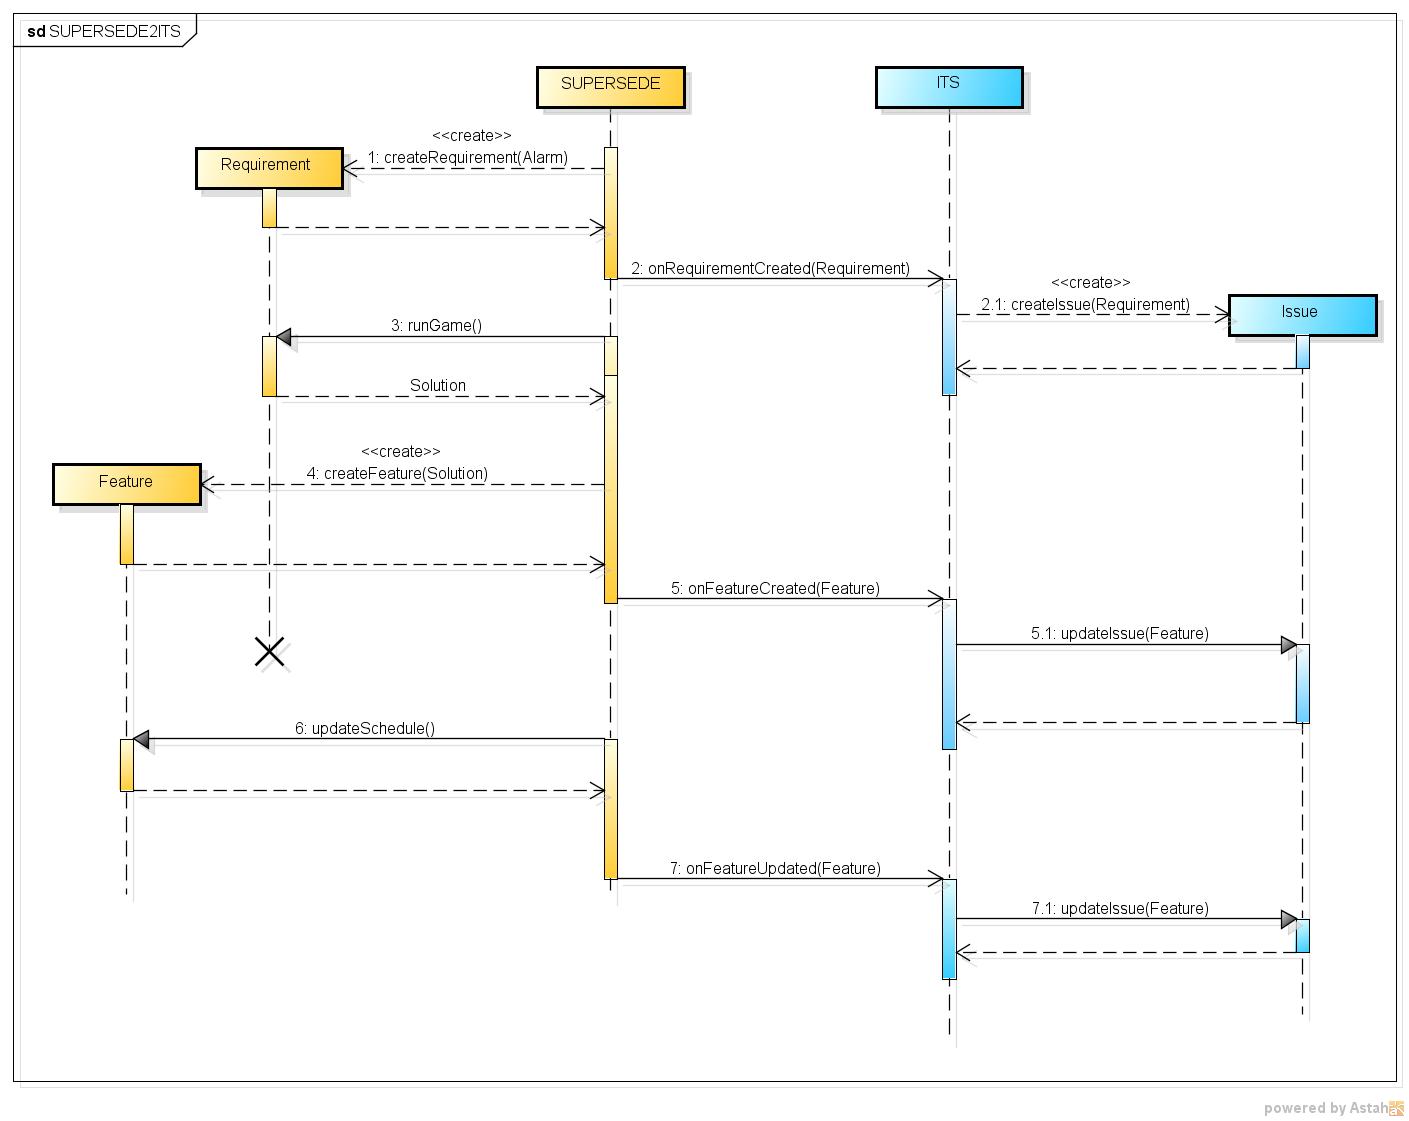 sd SUPERSEDE2ITS
SUPERSEDE
ITS
<<create>>
1: createRequirement(Alarm)
Requirement
2: onRequirementCreated(Requirement)
<<create>>
2.1: createIssue(Requirement)
Issue
3: runGame()
Solution
<<create>>
4: createFeature(Solution)
Feature
5: onFeatureCreated(Feature)
5.1: updateIssue(Feature)
6: updateSchedule()
7: onFeatureUpdated(Feature)
7.1: updateIssue(Feature)
powered by Astah